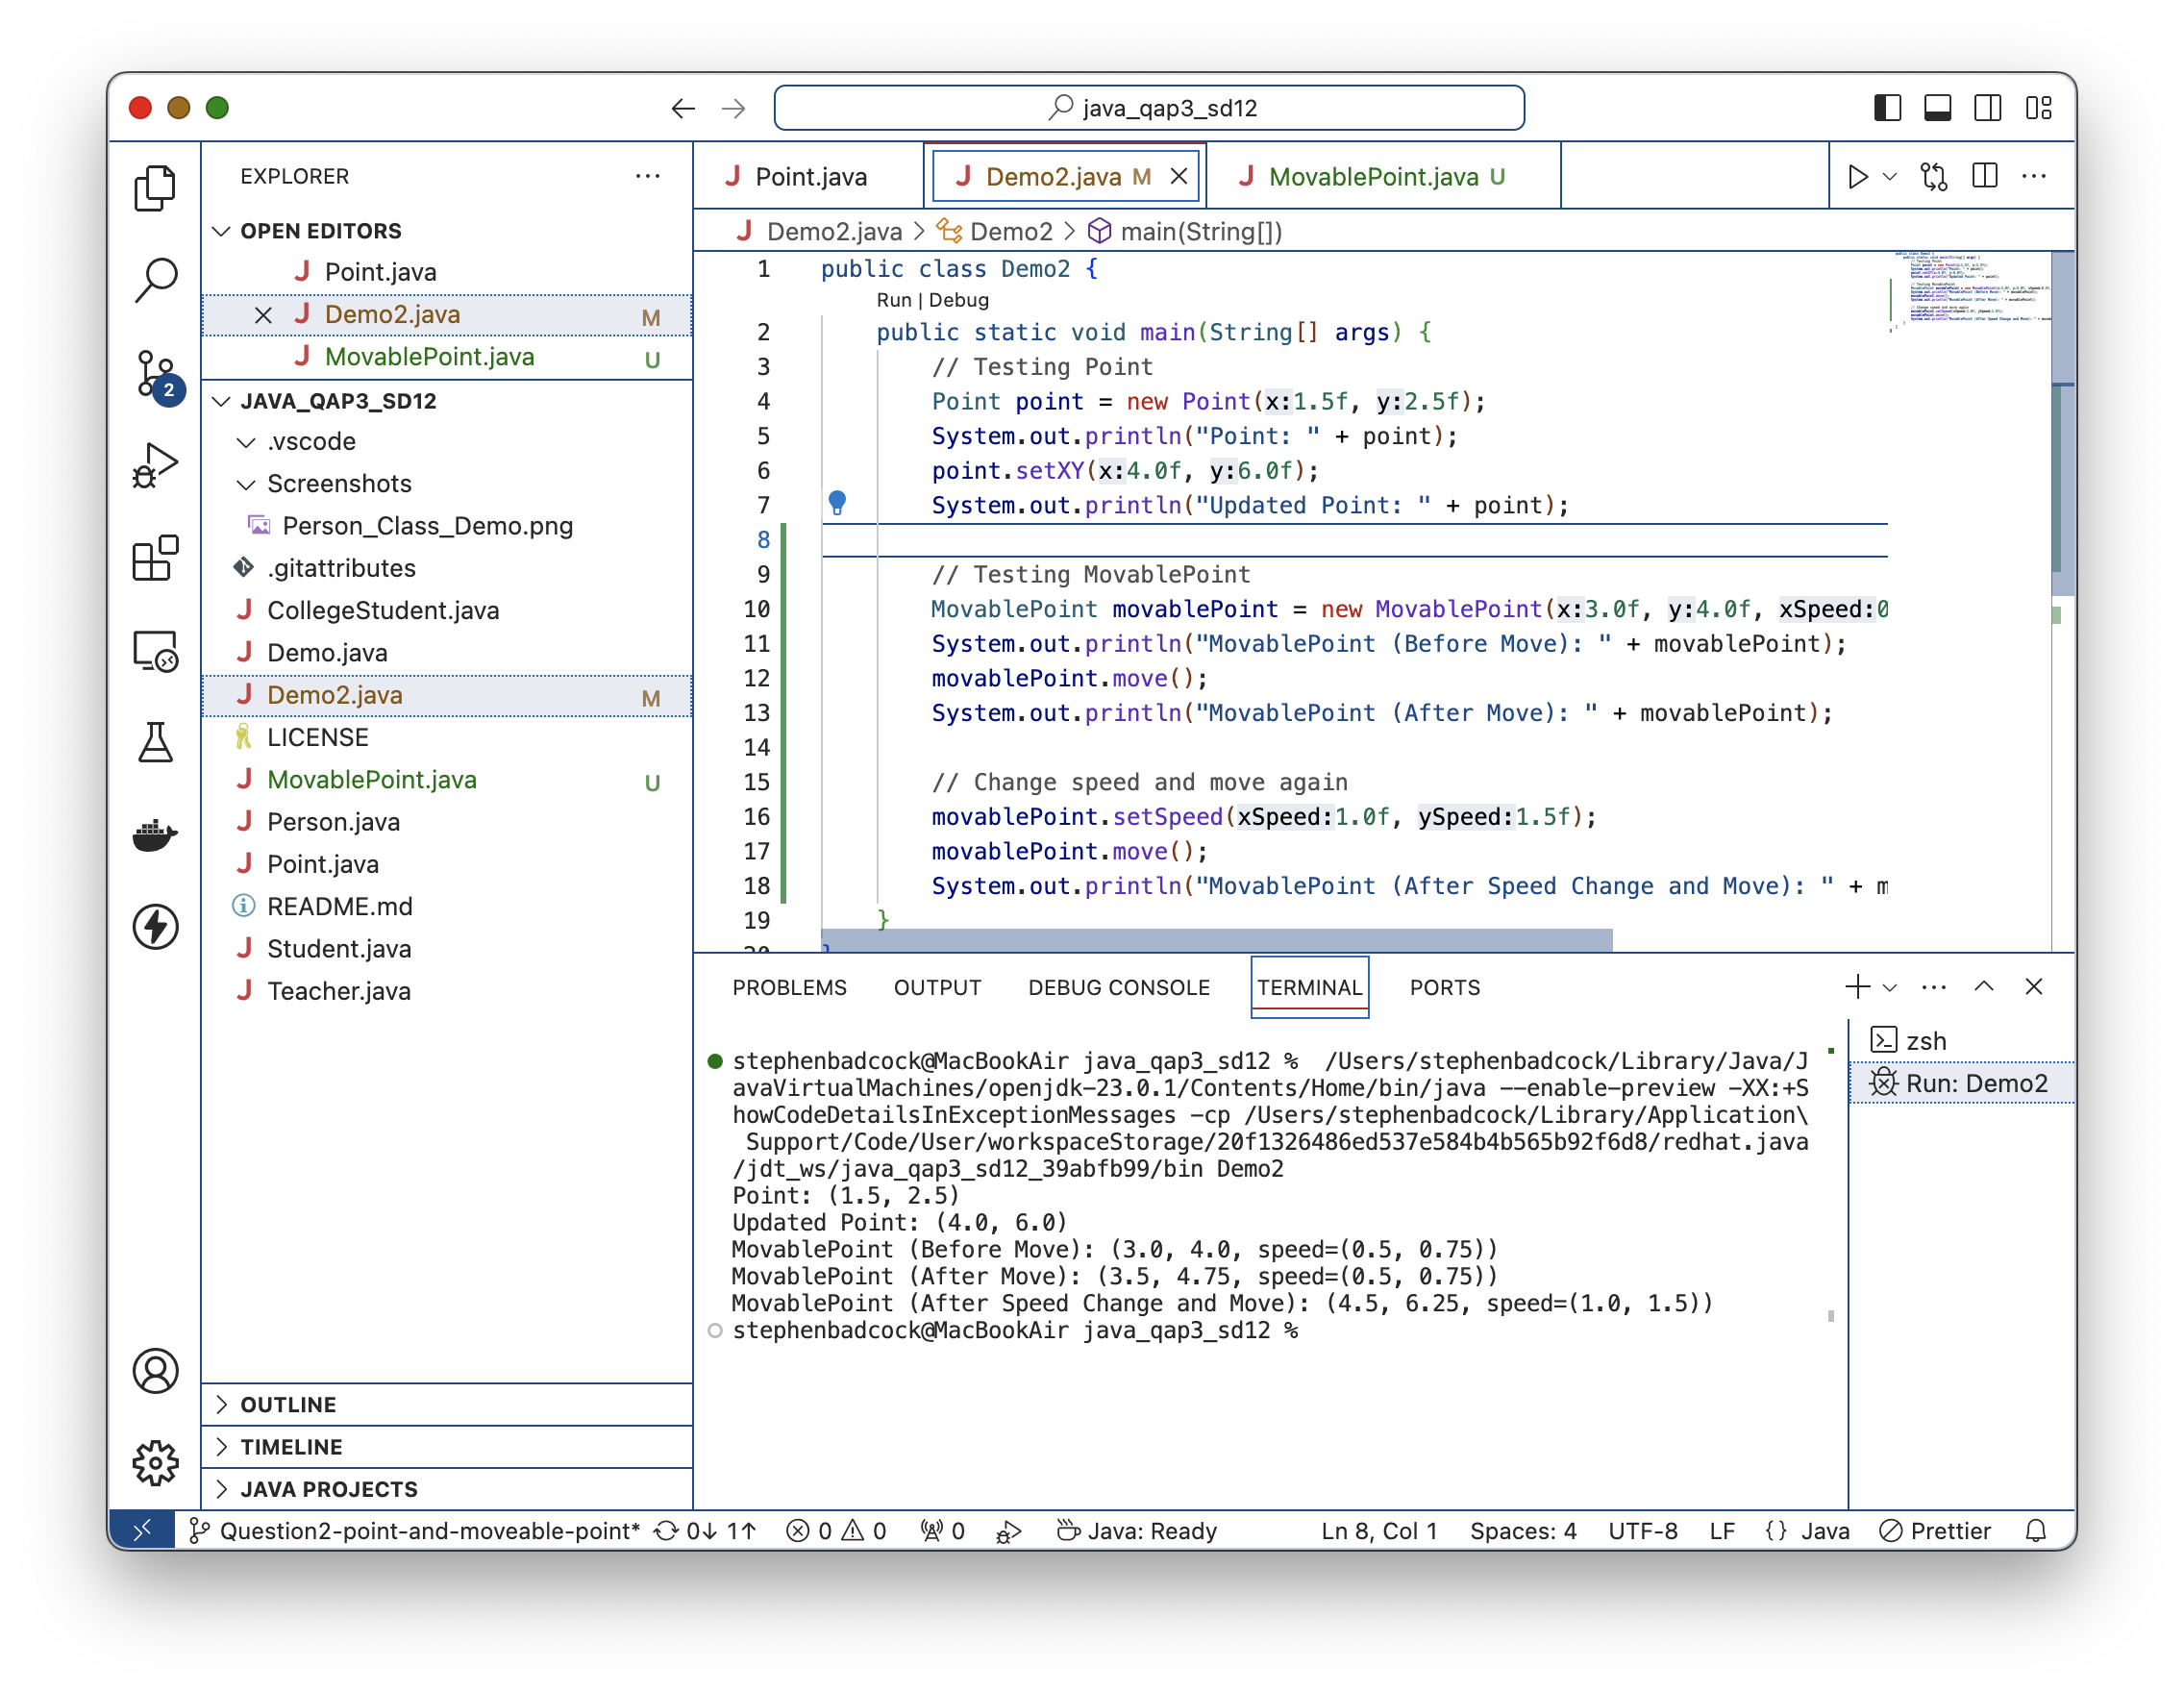 java_qap3_sd12
EXPLORER
OPEN EDITORS
Point.java
Demo2.java M
MovablePoint.java U
JAVA_QAP3_SD12
.vscode
Screenshots
Person_Class_Demo.png
.gitattributes
CollegeStudent.java
Demo.java
Demo2.java M
LICENSE
MovablePoint.java U
Person.java
Point.java
README.md
Student.java
Teacher.java
OUTLINE
TIMELINE
JAVA PROJECTS
2
Point.java
Demo2.java M
MovablePoint.java U
Demo2.java > Demo2 > main(String[])
1 public class Demo2 {
Run | Debug
2 public static void main(String[] args) {
3 // Testing Point
4 Point point = new Point(x:1.5f, y:2.5f);
5 System.out.println("Point: " + point);
6 point.setXY(x:4.0f, y:6.0f);
7 System.out.println("Updated Point: " + point);
8
9 // Testing MovablePoint
10 MovablePoint movablePoint = new MovablePoint(x:3.0f, y:4.0f, xSpeed:0
11 System.out.println("MovablePoint (Before Move): " + movablePoint);
12 movablePoint.move();
13 System.out.println("MovablePoint (After Move): " + movablePoint);
14
15 // Change speed and move again
16 movablePoint.setSpeed(xSpeed:1.0f, ySpeed:1.5f);
17 movablePoint.move();
18 System.out.println("MovablePoint (After Speed Change and Move): " + m
19 }
20 }
PROBLEMS OUTPUT DEBUG CONSOLE TERMINAL PORTS
stephenbadcock@MacBookAir java_qap3_sd12 %  /Users/stephenbadcock/Library/Java/J
avaVirtualMachines/openjdk-23.0.1/Contents/Home/bin/java --enable-preview -XX:+S
howCodeDetailsInExceptionMessages -cp /Users/stephenbadcock/Library/Application\
 Support/Code/User/workspaceStorage/20f1326486ed537e584b4b565b92f6d8/redhat.java
/jdt_ws/java_qap3_sd12_39abfb99/bin Demo2
Point: (1.5, 2.5)
Updated Point: (4.0, 6.0)
MovablePoint (Before Move): (3.0, 4.0, speed=(0.5, 0.75))
MovablePoint (After Move): (3.5, 4.75, speed=(0.5, 0.75))
MovablePoint (After Speed Change and Move): (4.5, 6.25, speed=(1.0, 1.5))
stephenbadcock@MacBookAir java_qap3_sd12 %
zsh
Run: Demo2
Question2-point-and-moveable-point* 0↓ 1↑ 0 0 0 Java: Ready Ln 8, Col 1 Spaces: 4 UTF-8 LF {} Java Prettier